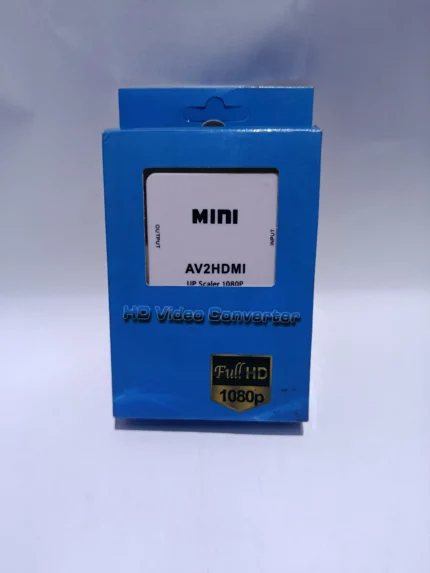 MINI
OUTPUT
INPUT
AV2HDMI
UP Scaler 1080P
HD Video Converter
Full HD
1080p